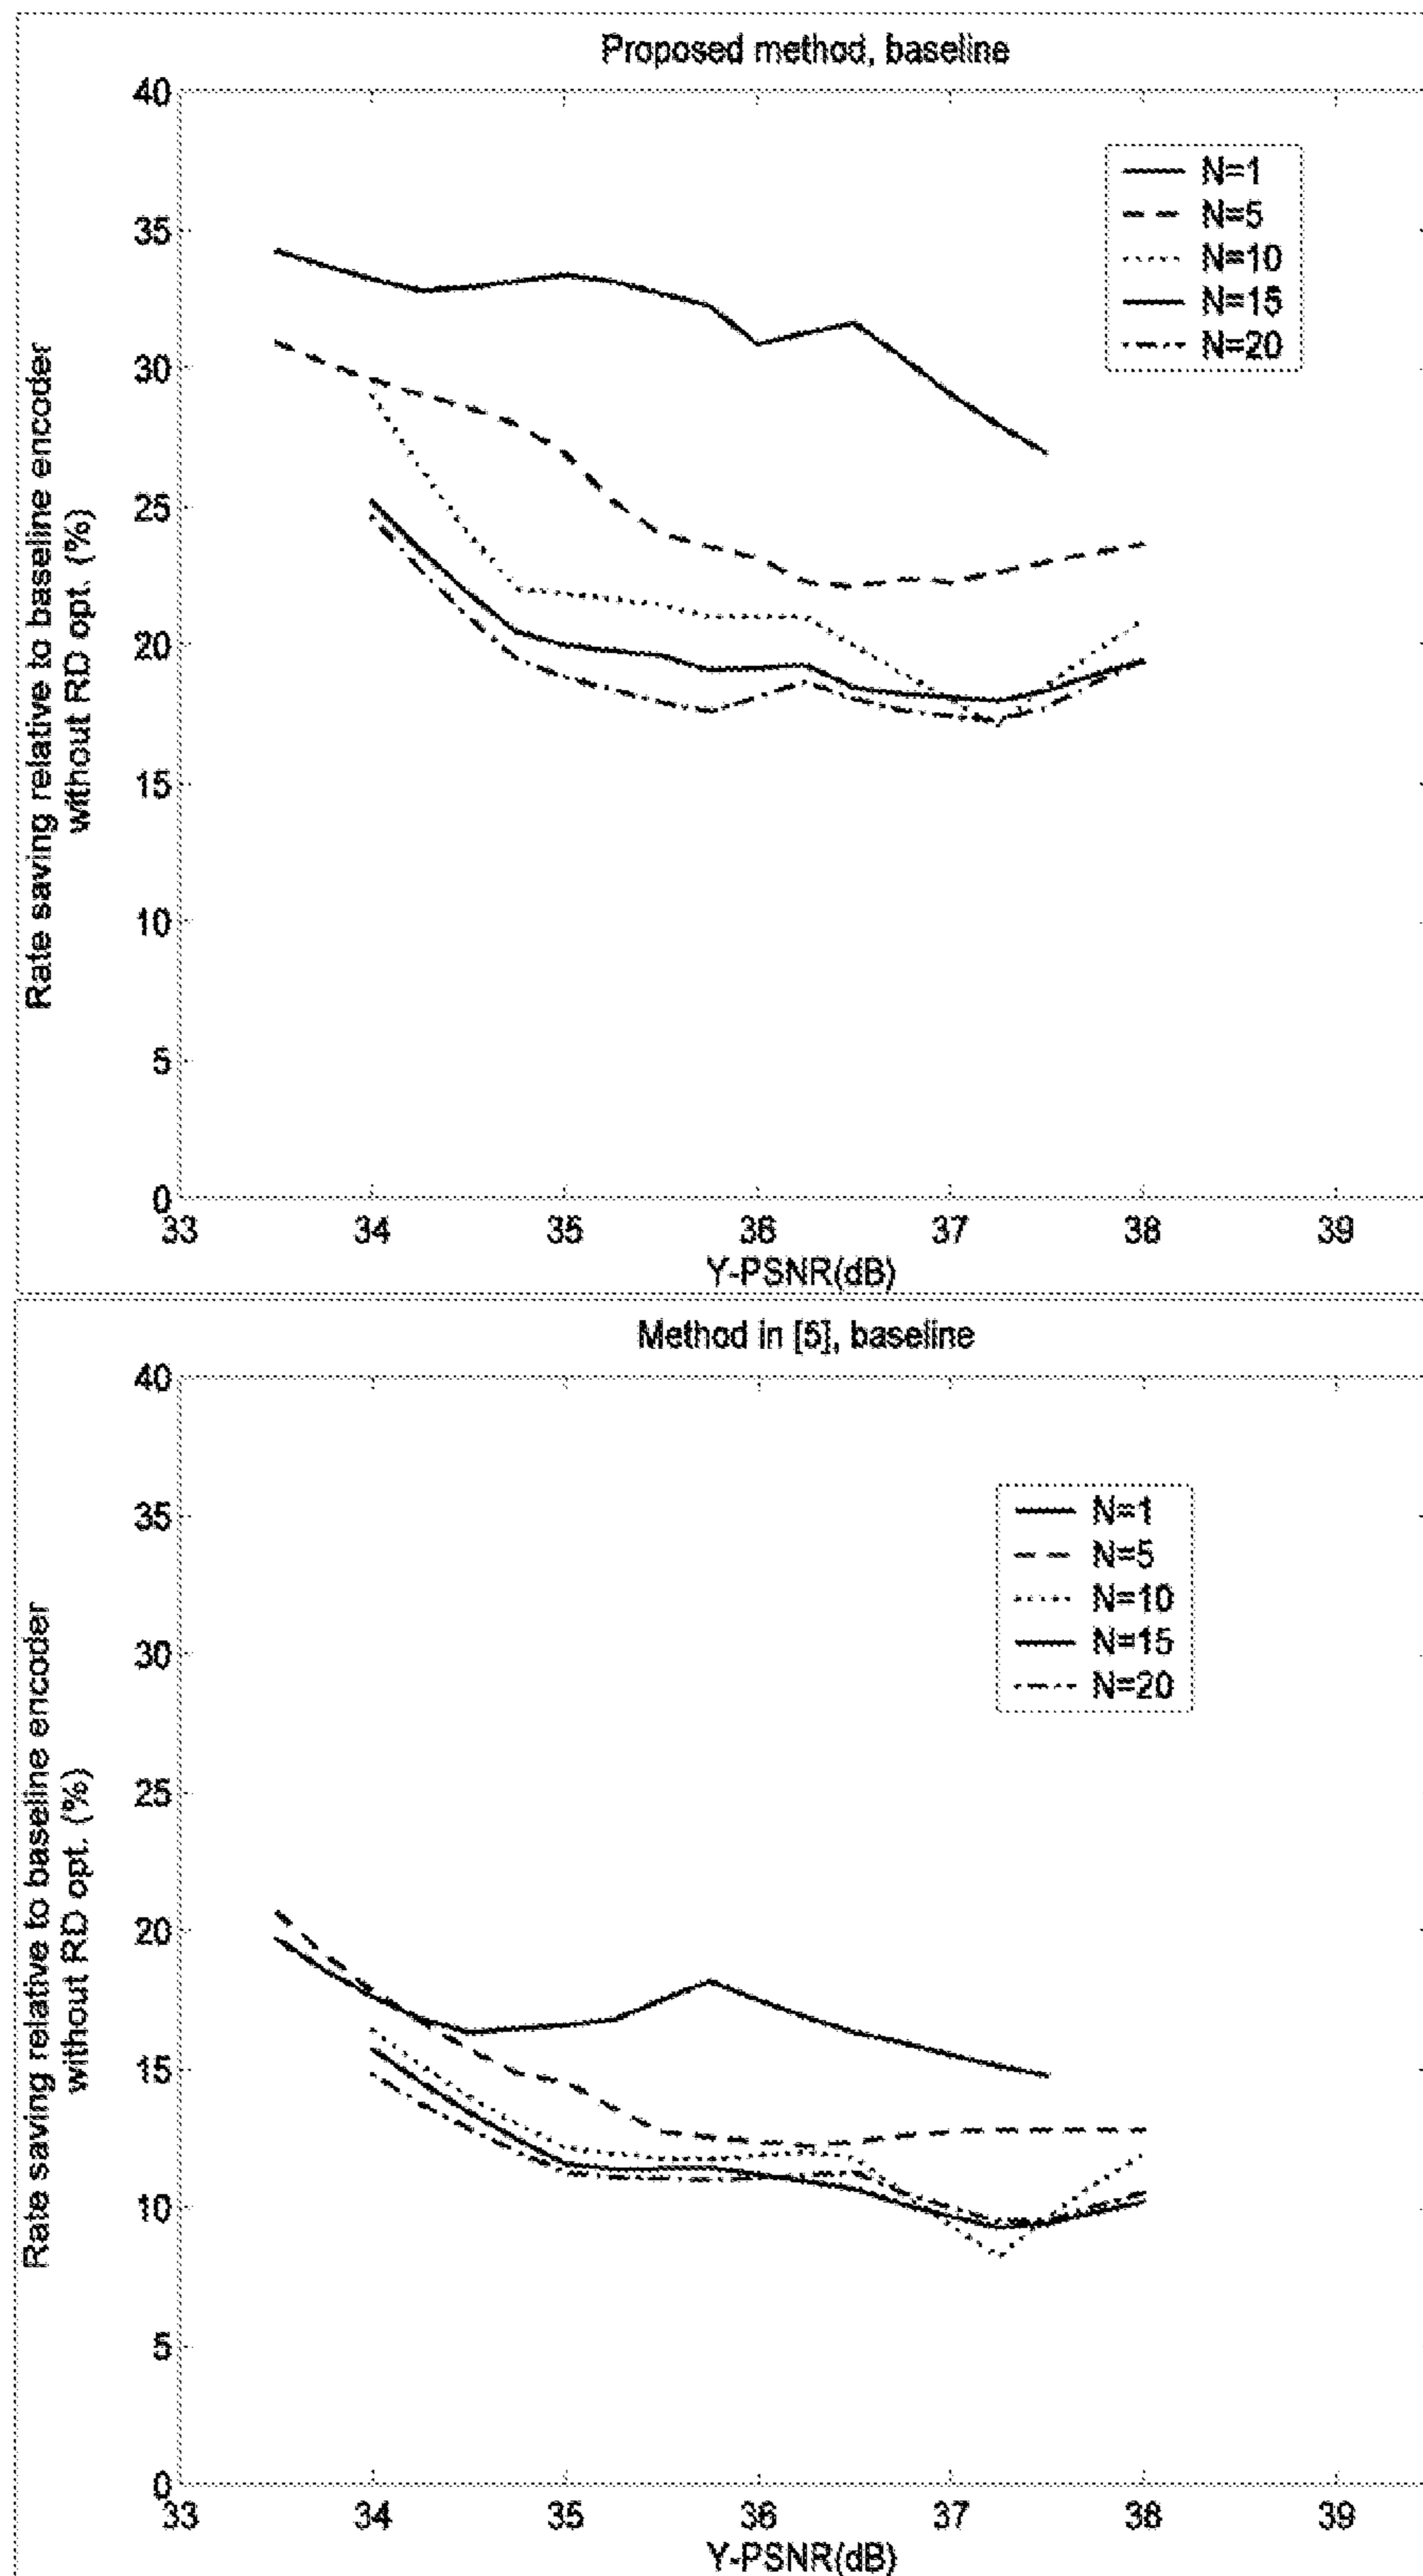 Proposed method, baseline
40
35
30
25
20
15
10
5
0
N=1
N=5
N=10
N=15
N=20
Rate saving relative to baseline encoder
without RD opt. (%)
33 34 35 36 37 38 39
Y-PSNR(dB)
Method in [5], baseline
40
35
30
25
20
15
10
5
0
N=1
N=5
N=10
N=15
N=20
Rate saving relative to baseline encoder
without RD opt. (%)
33 34 35 36 37 38 39
Y-PSNR(dB)